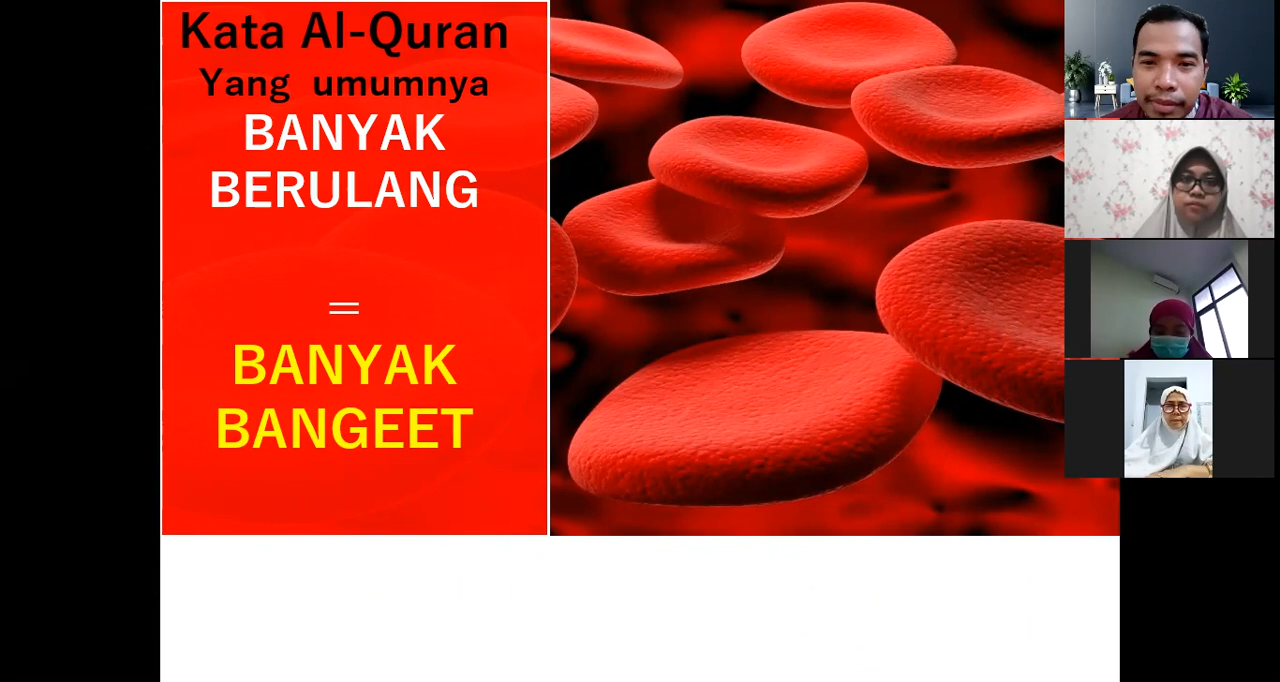 Kata Al-Quran
Yang umumnya
BANYAK
BERULANG
=
BANYAK
BANGEET